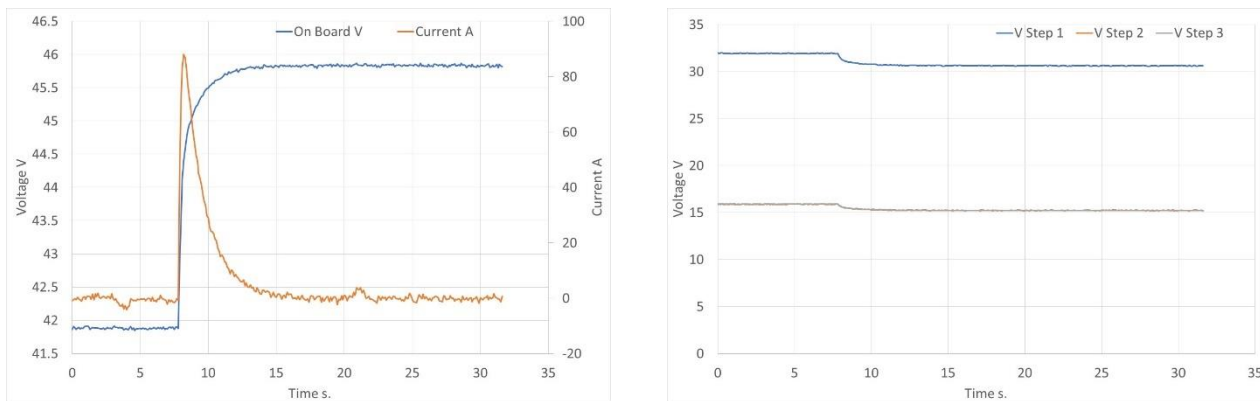 On Board V Current A
46.5
46
45.5
45
44.5
44
43.5
43
42.5
42
41.5
Voltage V
100
80
60
40
20
0
-20
Current A
0 5 10 15 20 25 30 35
Time s.
V Step 1 V Step 2 V Step 3
35
30
25
20
15
10
5
0
Voltage V
0 5 10 15 20 25 30 35
Time s.